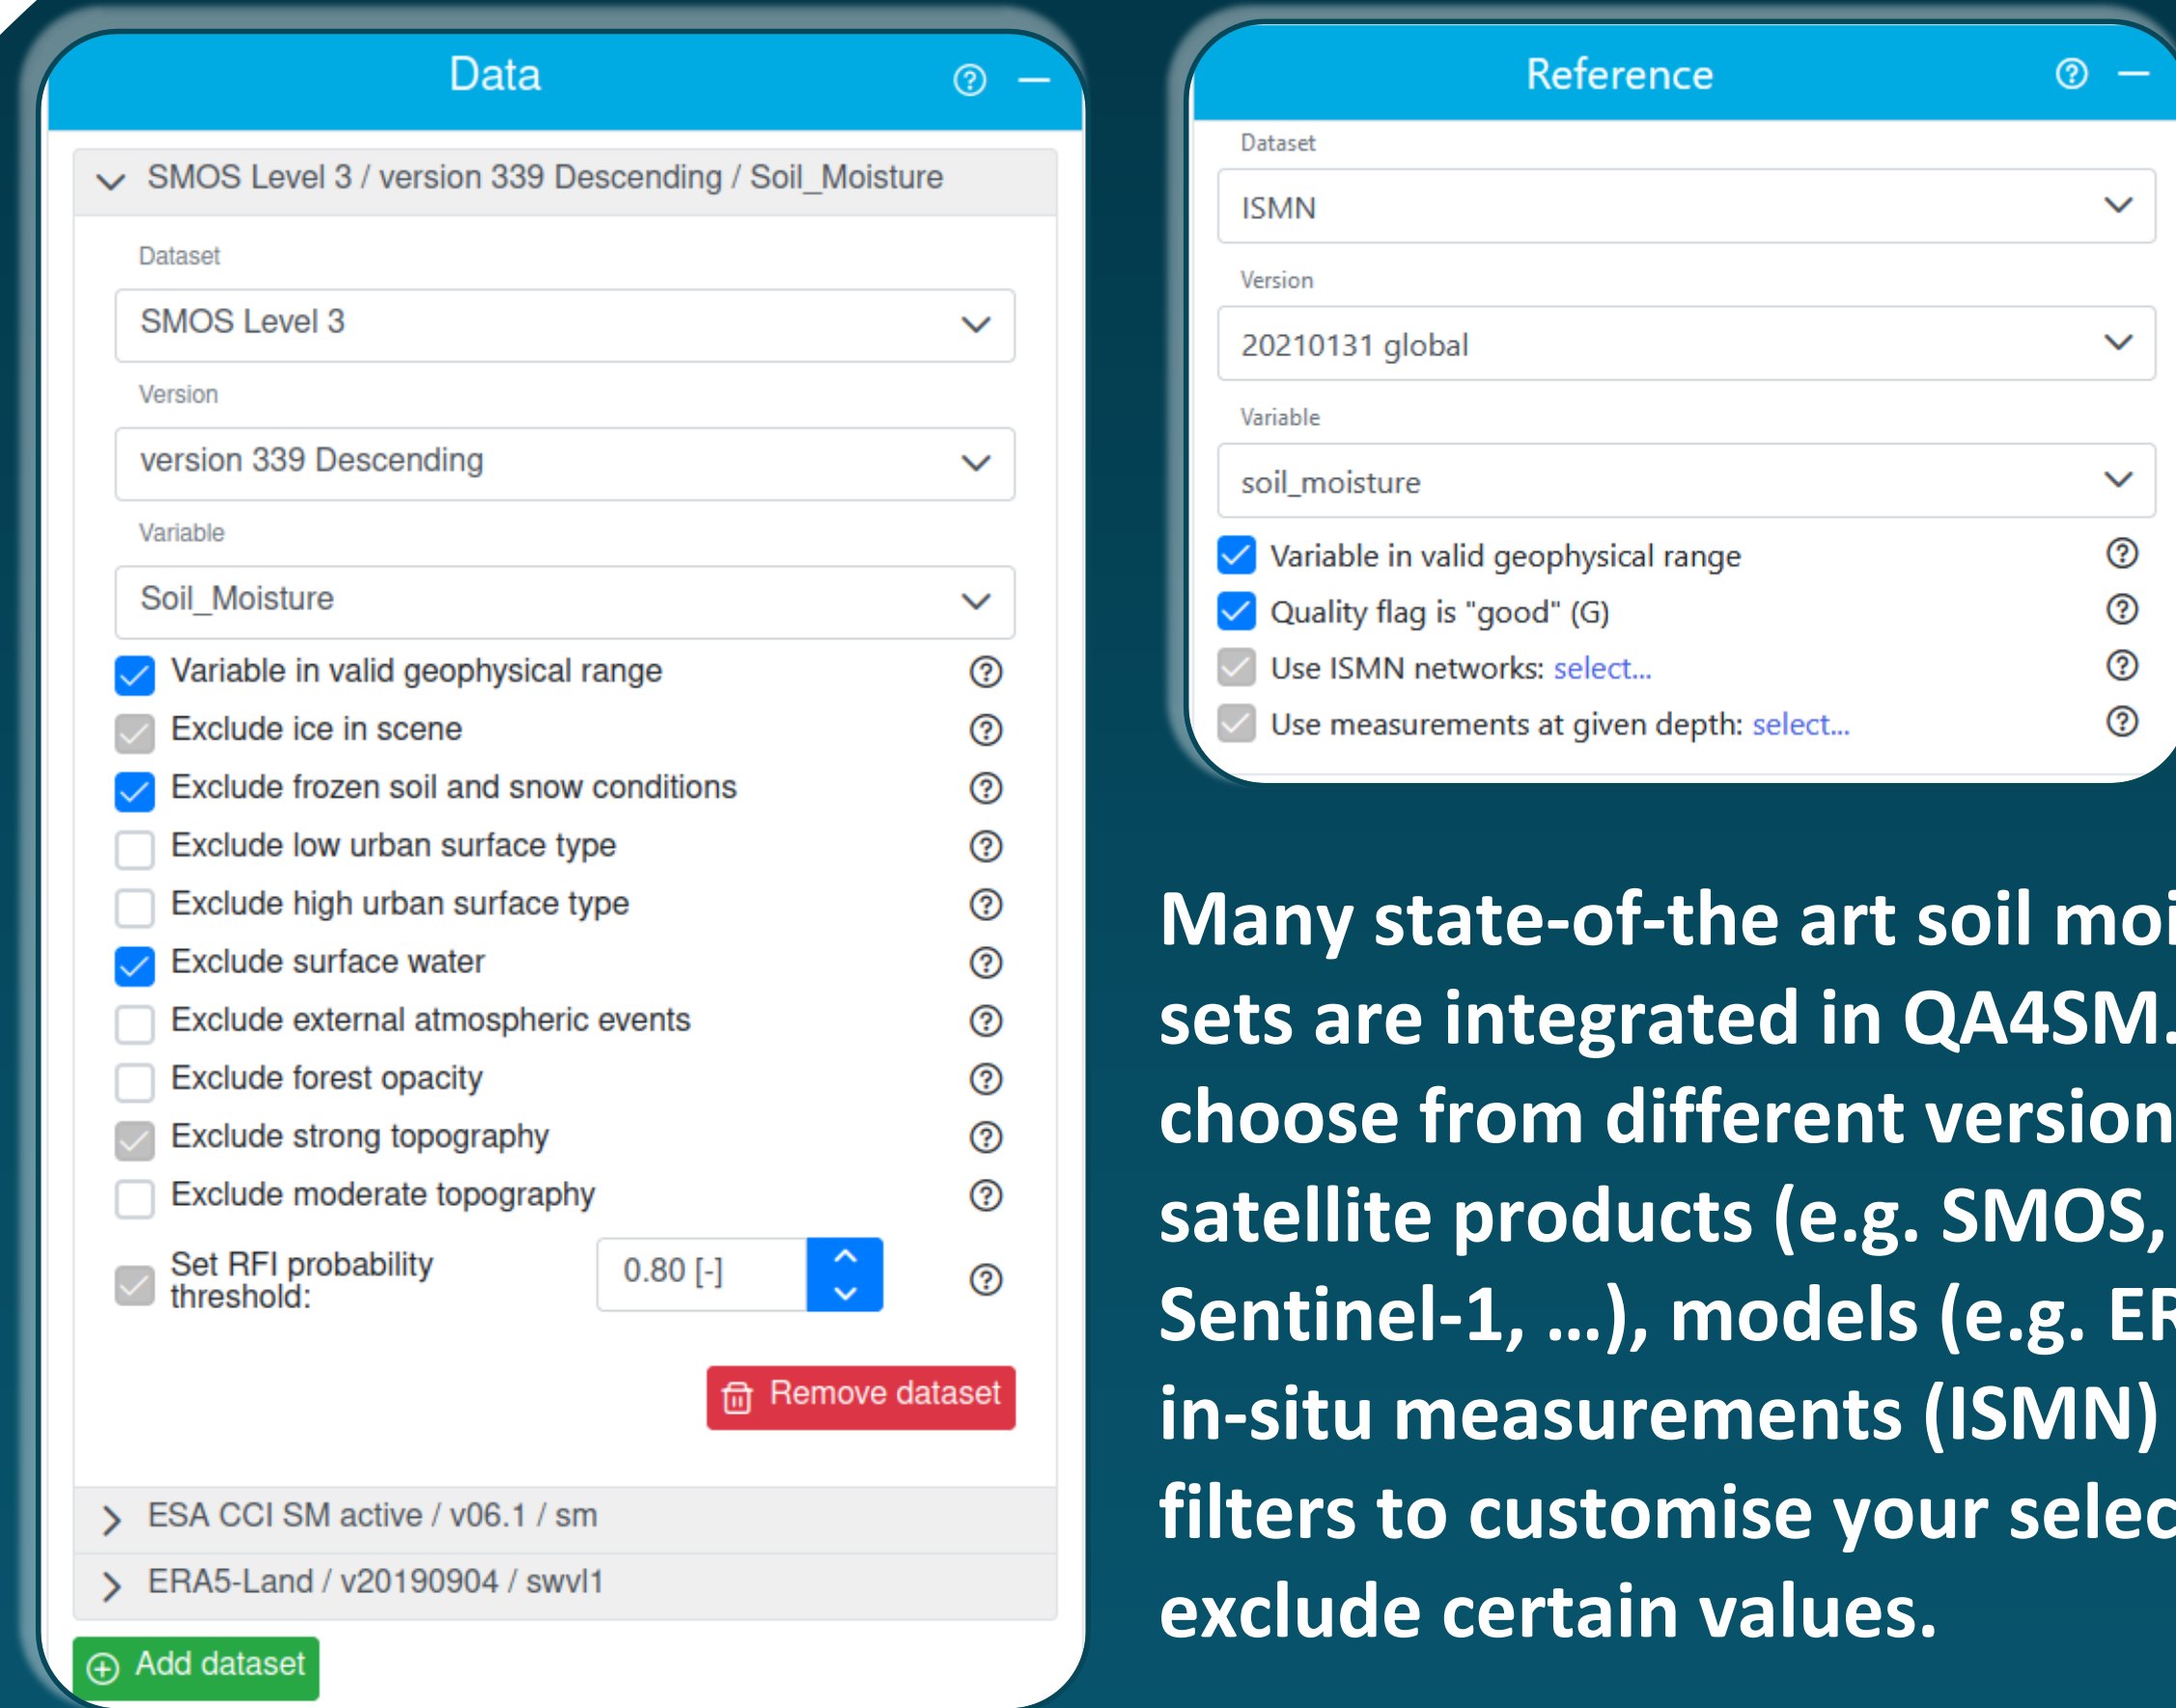 Data
SMOS Level 3 / version 339 Descending / Soil_Moisture
Dataset
SMOS Level 3
Version
version 339 Descending
Variable
Soil_Moisture
Variable in valid geophysical range
Exclude ice in scene
Exclude frozen soil and snow conditions
Exclude low urban surface type
Exclude high urban surface type
Exclude surface water
Exclude external atmospheric events
Exclude forest opacity
Exclude strong topography
Exclude moderate topography
Set RFI probability
threshold:
0.80 [-]
Remove dataset
ESA CCI SM active / v06.1 / sm
ERA5-Land / v20190904 / swvl1
Add dataset
Reference
Dataset
ISMN
Version
20210131 global
Variable
soil_moisture
Variable in valid geophysical range
Quality flag is "good" (G)
Use ISMN networks: select...
Use measurements at given depth: select...
Many state-of-the art soil moi
sets are integrated in QA4SM.
choose from different version
satellite products (e.g. SMOS,
Sentinel-1, ...), models (e.g. ER
in-situ measurements (ISMN)
filters to customise your selec
exclude certain values.